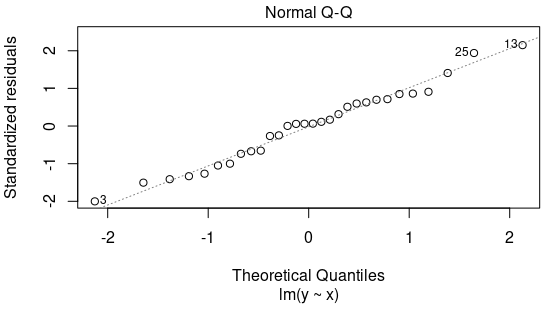 Normal Q-Q
Standardized residuals
2
1
0
-1
-2
25
13
3
-2 -1 0 1 2
Theoretical Quantiles
lm(y ~ x)